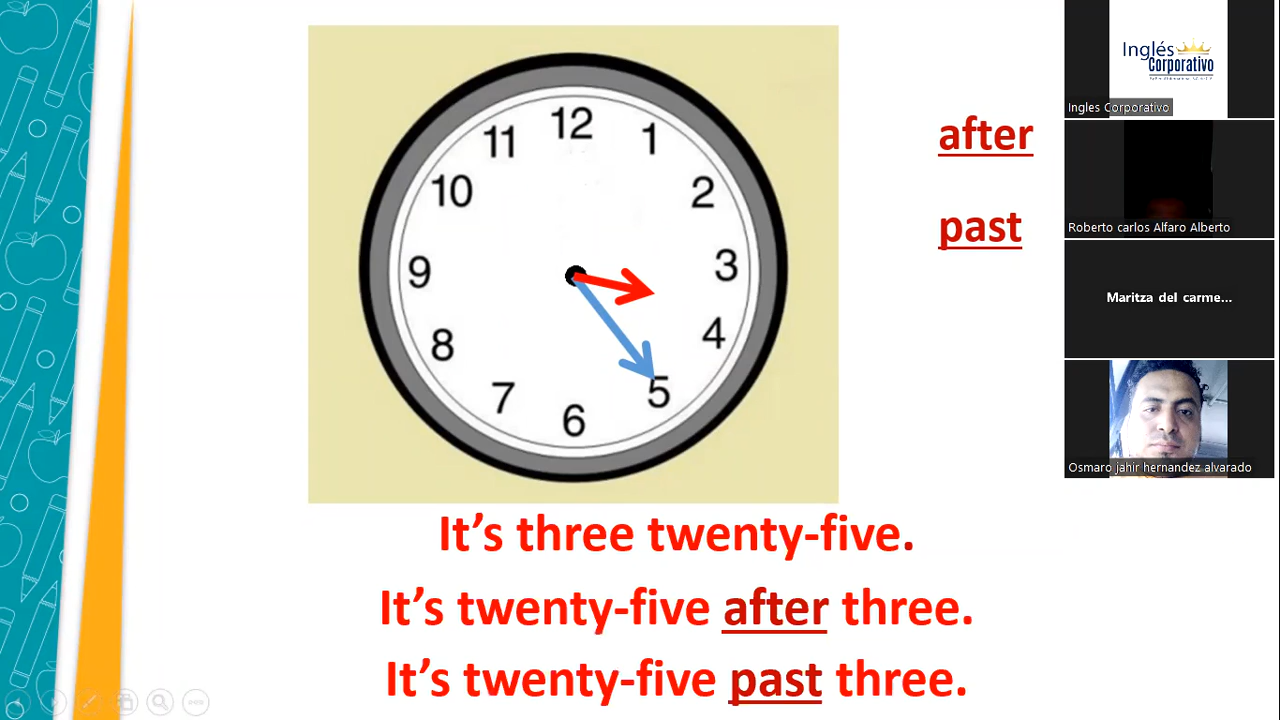 12
11
1
10
2
9
3
8
4
7
5
6
after
past
It's three twenty-five.
It's twenty-five after three.
It's twenty-five past three.
Inglés
Corporativo
Ingles Corporativo
Roberto carlos Alfaro Alberto
Maritza del carme...
Osmaro jahir hernandez alvarado